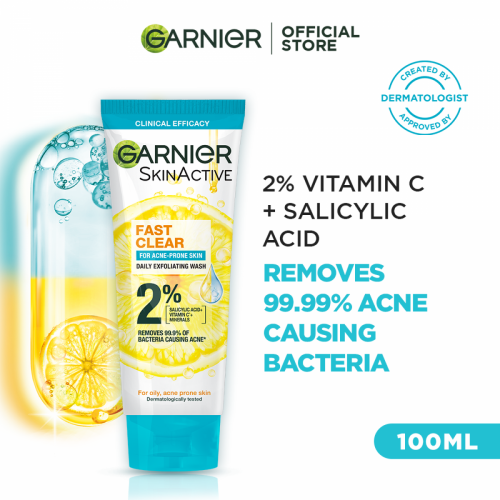 GARNIER
OFFICIAL
STORE
CREATED BY
DERMATOLOGIST
APPROVED BY
CLINICAL EFFICACY
GARNIER
SKINACTIVE
FAST
CLEAR
FOR ACNE-PRONE SKIN
DAILY EXFOLIATING WASH
2%
SALICYLIC ACID+
VITAMIN C*+
MINERALS
REMOVES 99.9% OF
BACTERIA CAUSING ACNE*
For oily, acne prone skin
Dermatologically tested
2% VITAMIN C
+ SALICYLIC
ACID
REMOVES
99.99% ACNE
CAUSING
BACTERIA
100ML